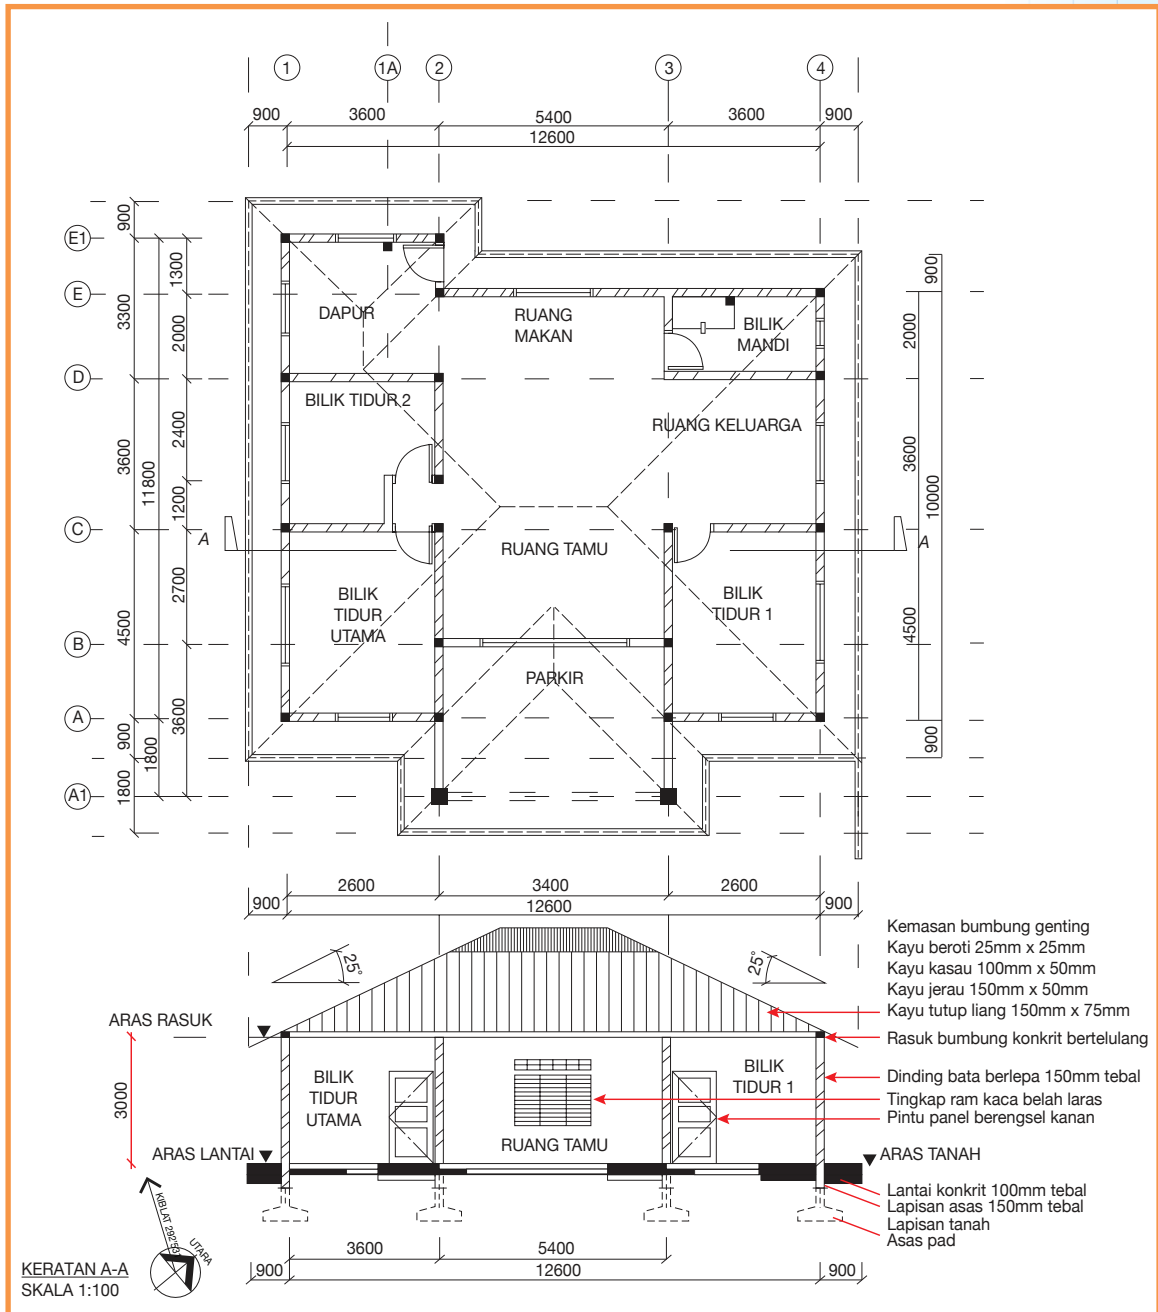 1
1A
2
3
4
900
3600
5400
3600
900
12600
900
E1
1300
E
3300
2000
D
2400
3600
11800
1200
C
A
2700
4500
B
3600
A
900
1800
1800
A1
900
2000
3600
10000
4500
900
A
DAPUR
RUANG
MAKAN
BILIK
MANDI
BILIK TIDUR 2
RUANG KELUARGA
RUANG TAMU
BILIK
TIDUR
UTAMA
BILIK
TIDUR 1
PARKIR
2600
3400
2600
900
12600
900
25°
25°
Kemasan bumbung genting
Kayu beroti 25mm x 25mm
Kayu kasau 100mm x 50mm
Kayu jerau 150mm x 50mm
Kayu tutup liang 150mm x 75mm
ARAS RASUK
Rasuk bumbung konkrit bertelulang
3000
BILIK
TIDUR
UTAMA
BILIK
TIDUR 1
Dinding bata berlepa 150mm tebal
Tingkap ram kaca belah laras
Pintu panel berengsel kanan
RUANG TAMU
ARAS LANTAI
ARAS TANAH
Lantai konkrit 100mm tebal
Lapisan asas 150mm tebal
Lapisan tanah
Asas pad
KIBLAT 292'53
UTARA
3600
5400
900
12600
900
KERATAN A-A
SKALA 1:100